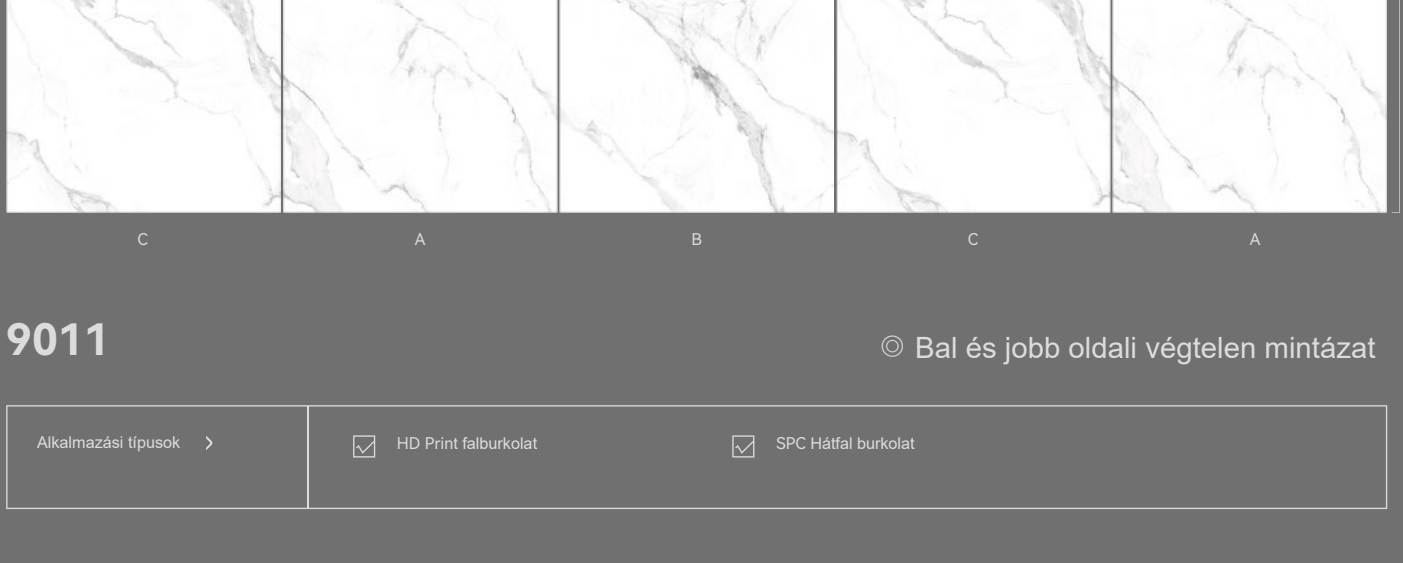 C A B C A
9011
Bal és jobb oldali végtelen mintázat
Alkalmazási típusok HD Print falburkolat SPC Hátfal burkolat